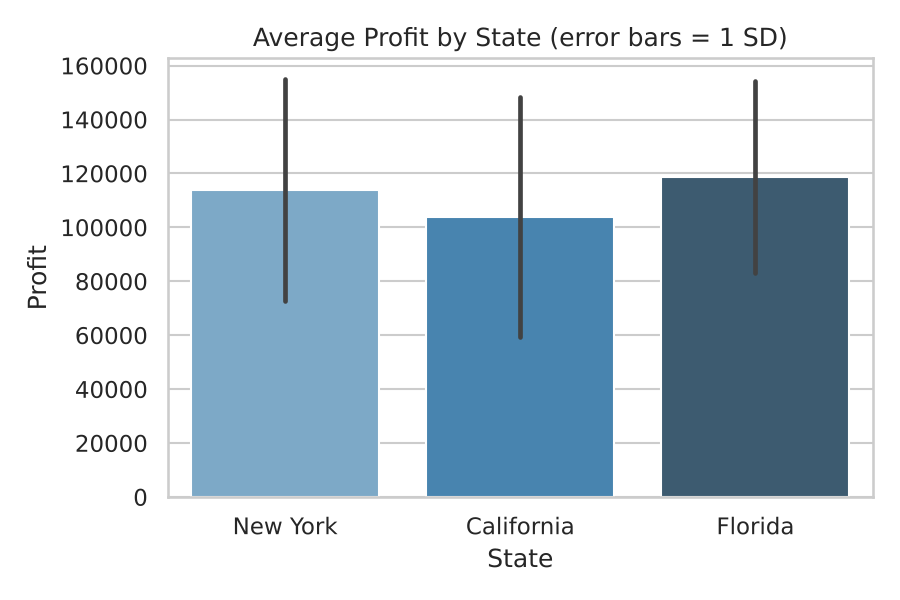 Average Profit by State (error bars = 1 SD)
160000
140000
120000
100000
80000
60000
40000
20000
0
Profit
New York
California
Florida
State